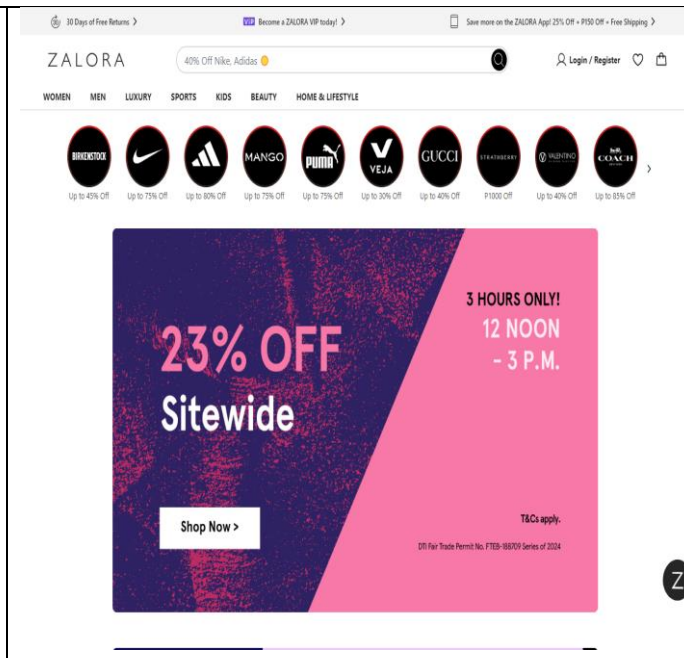 30 Days of Free Returns >
VIP Become a ZALORA VIP today! >
Save more on the ZALORA App! 25% Off + P150 Off + Free Shipping >
ZALORA
40% Off Nike, Adidas
Login / Register
WOMEN MEN LUXURY SPORTS KIDS BEAUTY HOME & LIFESTYLE
BIRKENSTOCK MANGO PUMA VEJA GUCCI STRATHBERRY VALENTINO COACH
Up to 45% Off Up to 75% Off Up to 80% Off Up to 75% Off Up to 75% Off Up to 30% Off Up to 40% Off P1000 Off Up to 40% Off Up to 85% Off
3 HOURS ONLY!
12 NOON
- 3 P.M.
23% OFF
Sitewide
Shop Now >
T&Cs apply.
DTI Fair Trade Permit No. FTEB-188709 Series of 2024
Z